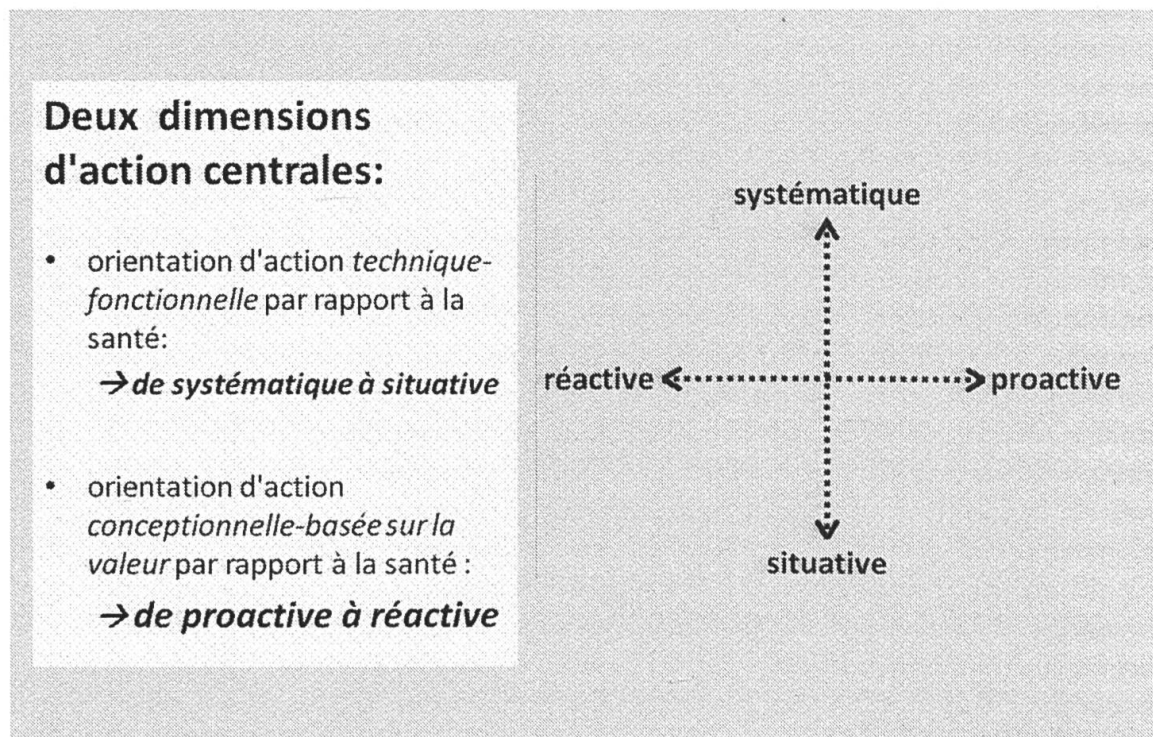 Deux dimensions
d'action centrales:
• orientation d'action technique-
fonctionnelle par rapport à la
santé:
→ de systématique à situative
• orientation d'action
conceptionnelle-basée sur la
valeur par rapport à la santé :
→ de proactive à réactive
systématique
réactive
proactive
situative